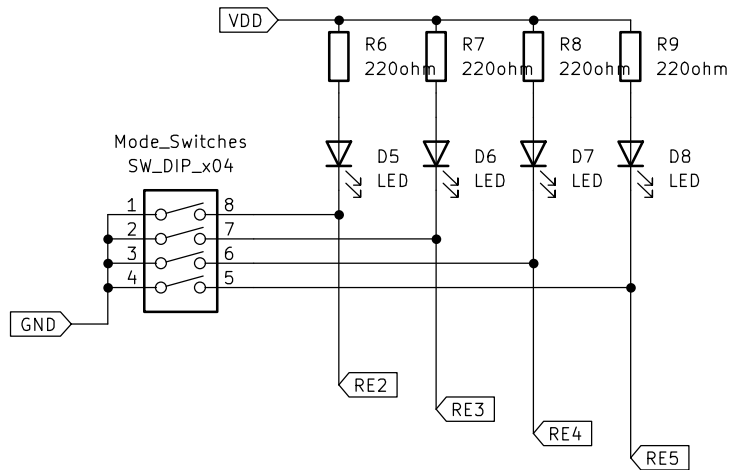 VDD
R6
220ohm
R7
220ohm
R8
220ohm
R9
220ohm
Mode_Switches
SW_DIP_x04
D5
LED
D6
LED
D7
LED
D8
LED
1
8
2
7
3
6
4
5
GND
RE2
RE3
RE4
RE5